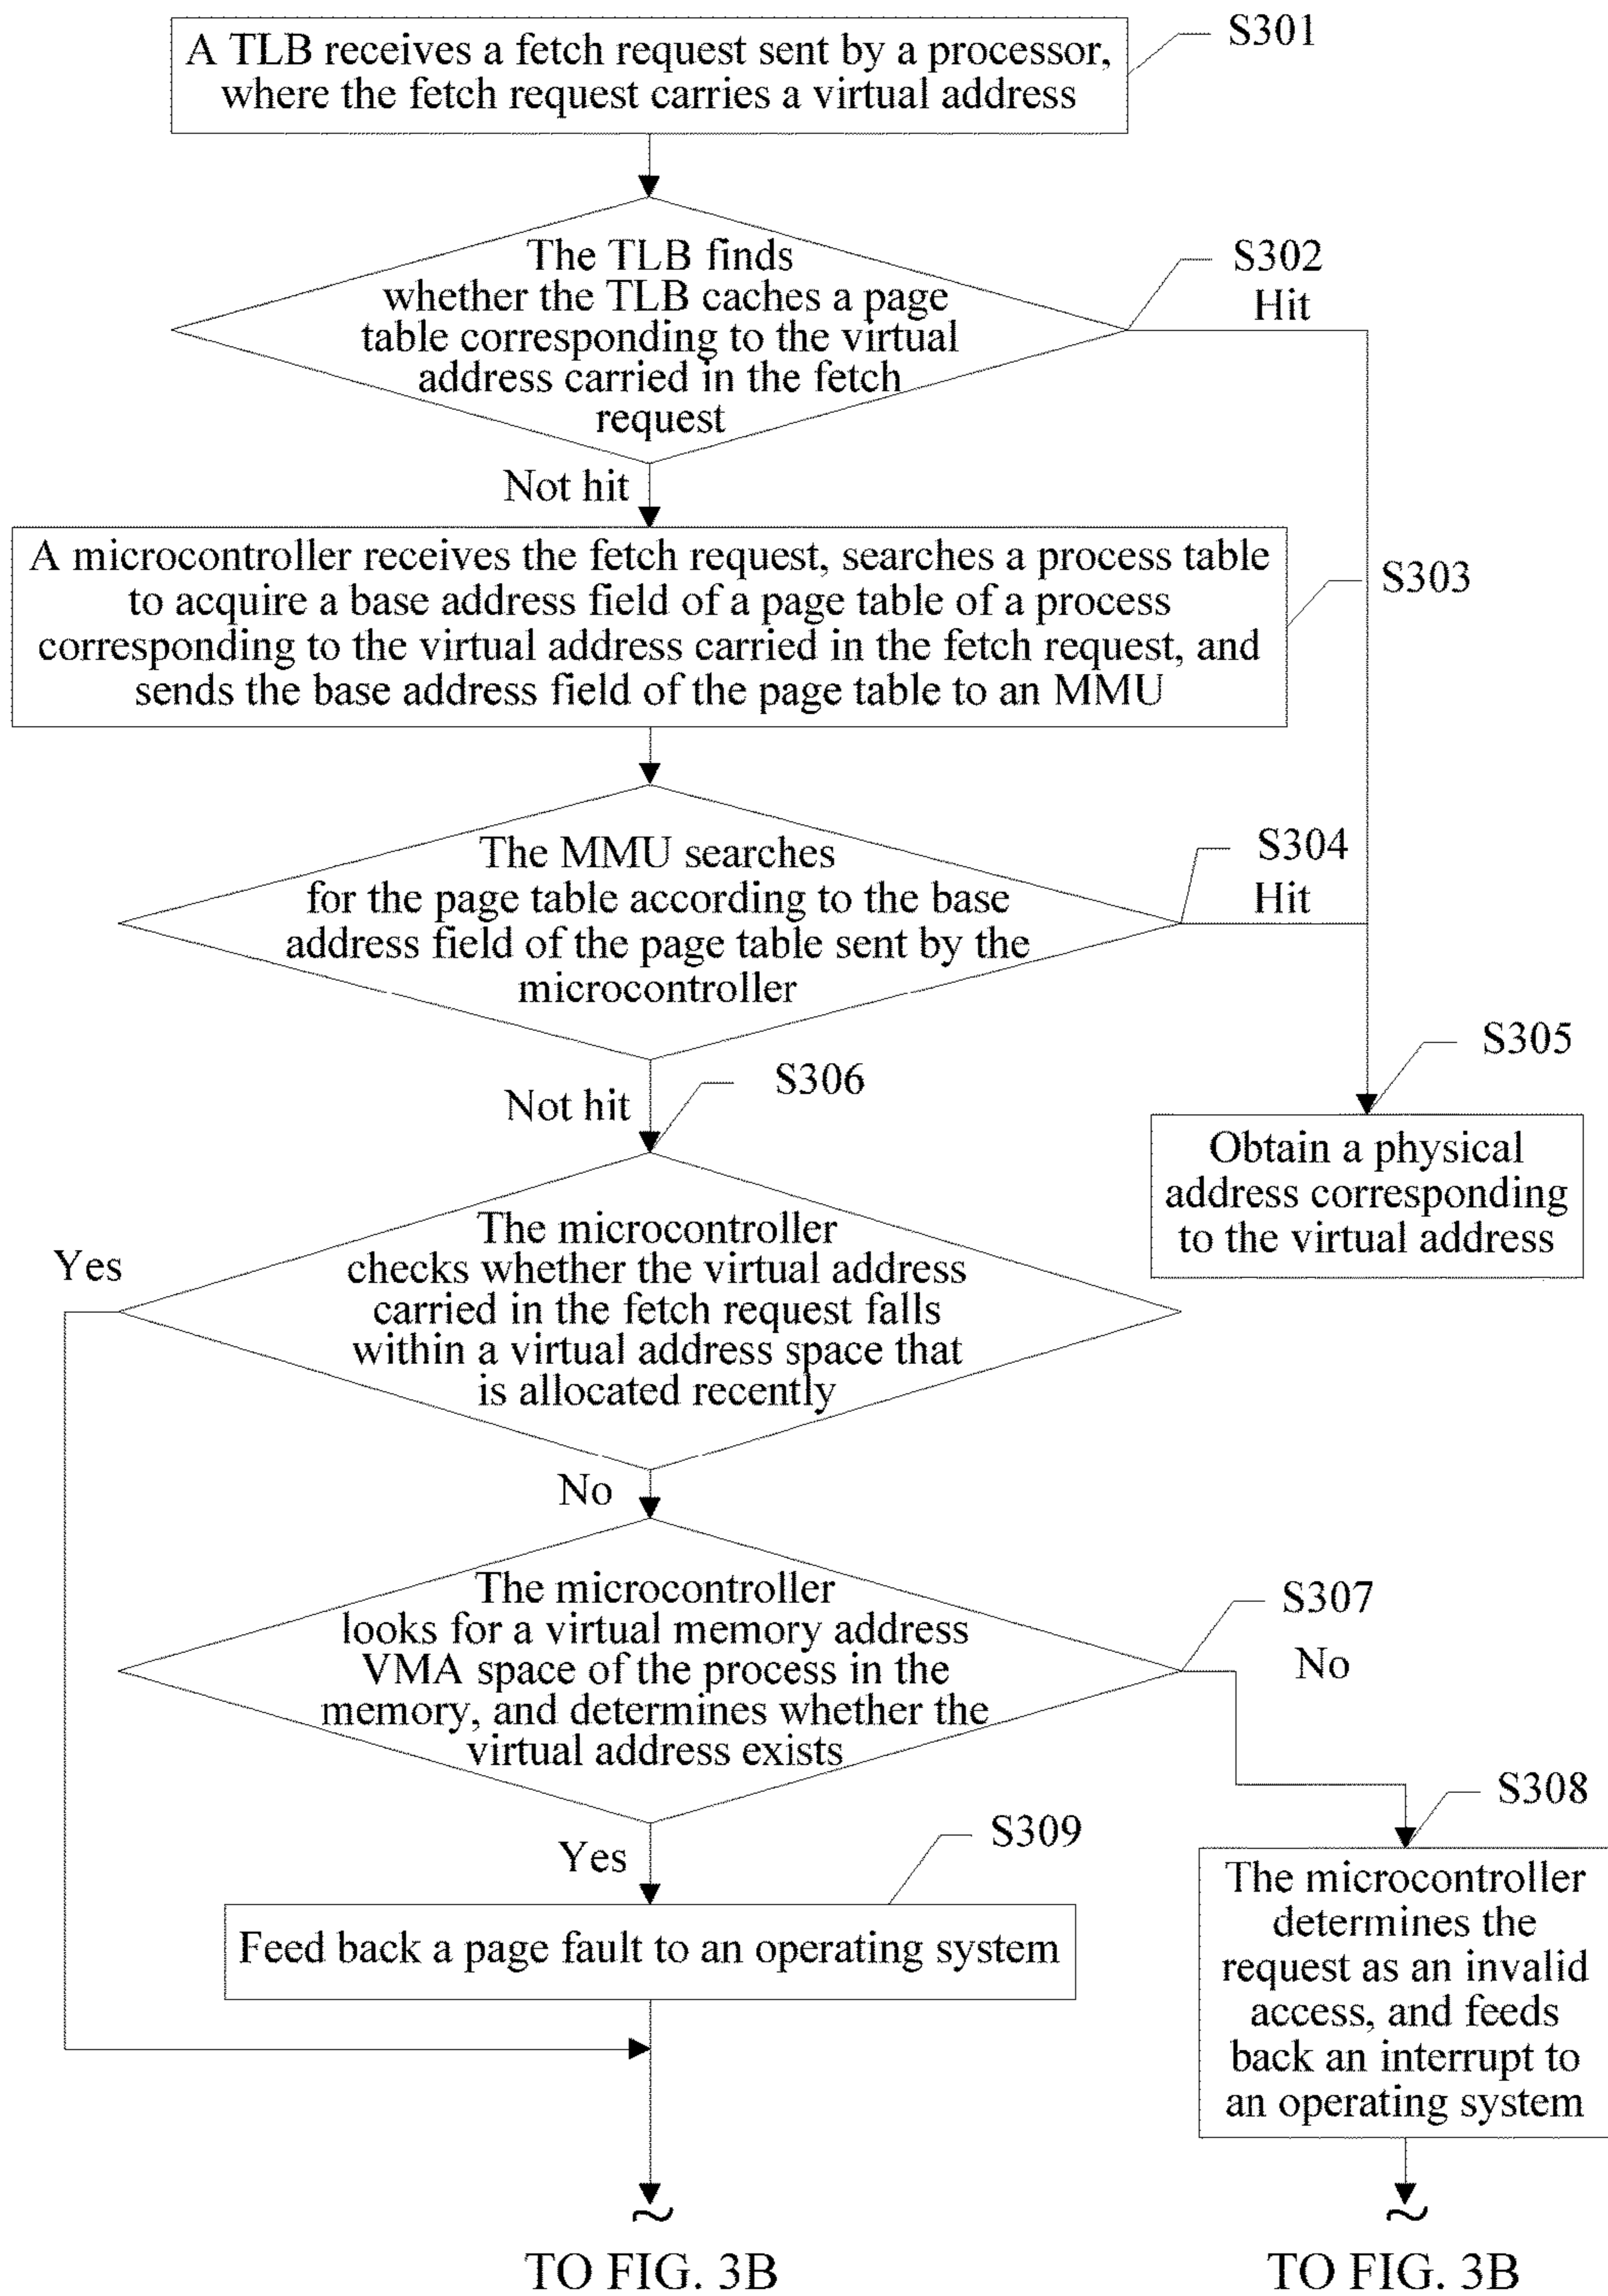 A TLB receives a fetch request sent by a processor,
where the fetch request carries a virtual address
S301
The TLB finds
whether the TLB caches a page
table corresponding to the virtual
address carried in the fetch
request
S302
Hit
Not hit
A microcontroller receives the fetch request, searches a process table
to acquire a base address field of a page table of a process
corresponding to the virtual address carried in the fetch request, and
sends the base address field of the page table to an MMU
S303
The MMU searches
for the page table according to the base
address field of the page table sent by the
microcontroller
S304
Hit
S305
Obtain a physical
address corresponding
to the virtual address
Not hit
S306
The microcontroller
checks whether the virtual address
carried in the fetch request falls
within a virtual address space that
is allocated recently
Yes
No
The microcontroller
looks for a virtual memory address
VMA space of the process in the
memory, and determines whether the
virtual address exists
S307
No
S308
The microcontroller
determines the
request as an invalid
access, and feeds
back an interrupt to
an operating system
Yes
S309
Feed back a page fault to an operating system
TO FIG. 3B
TO FIG. 3B